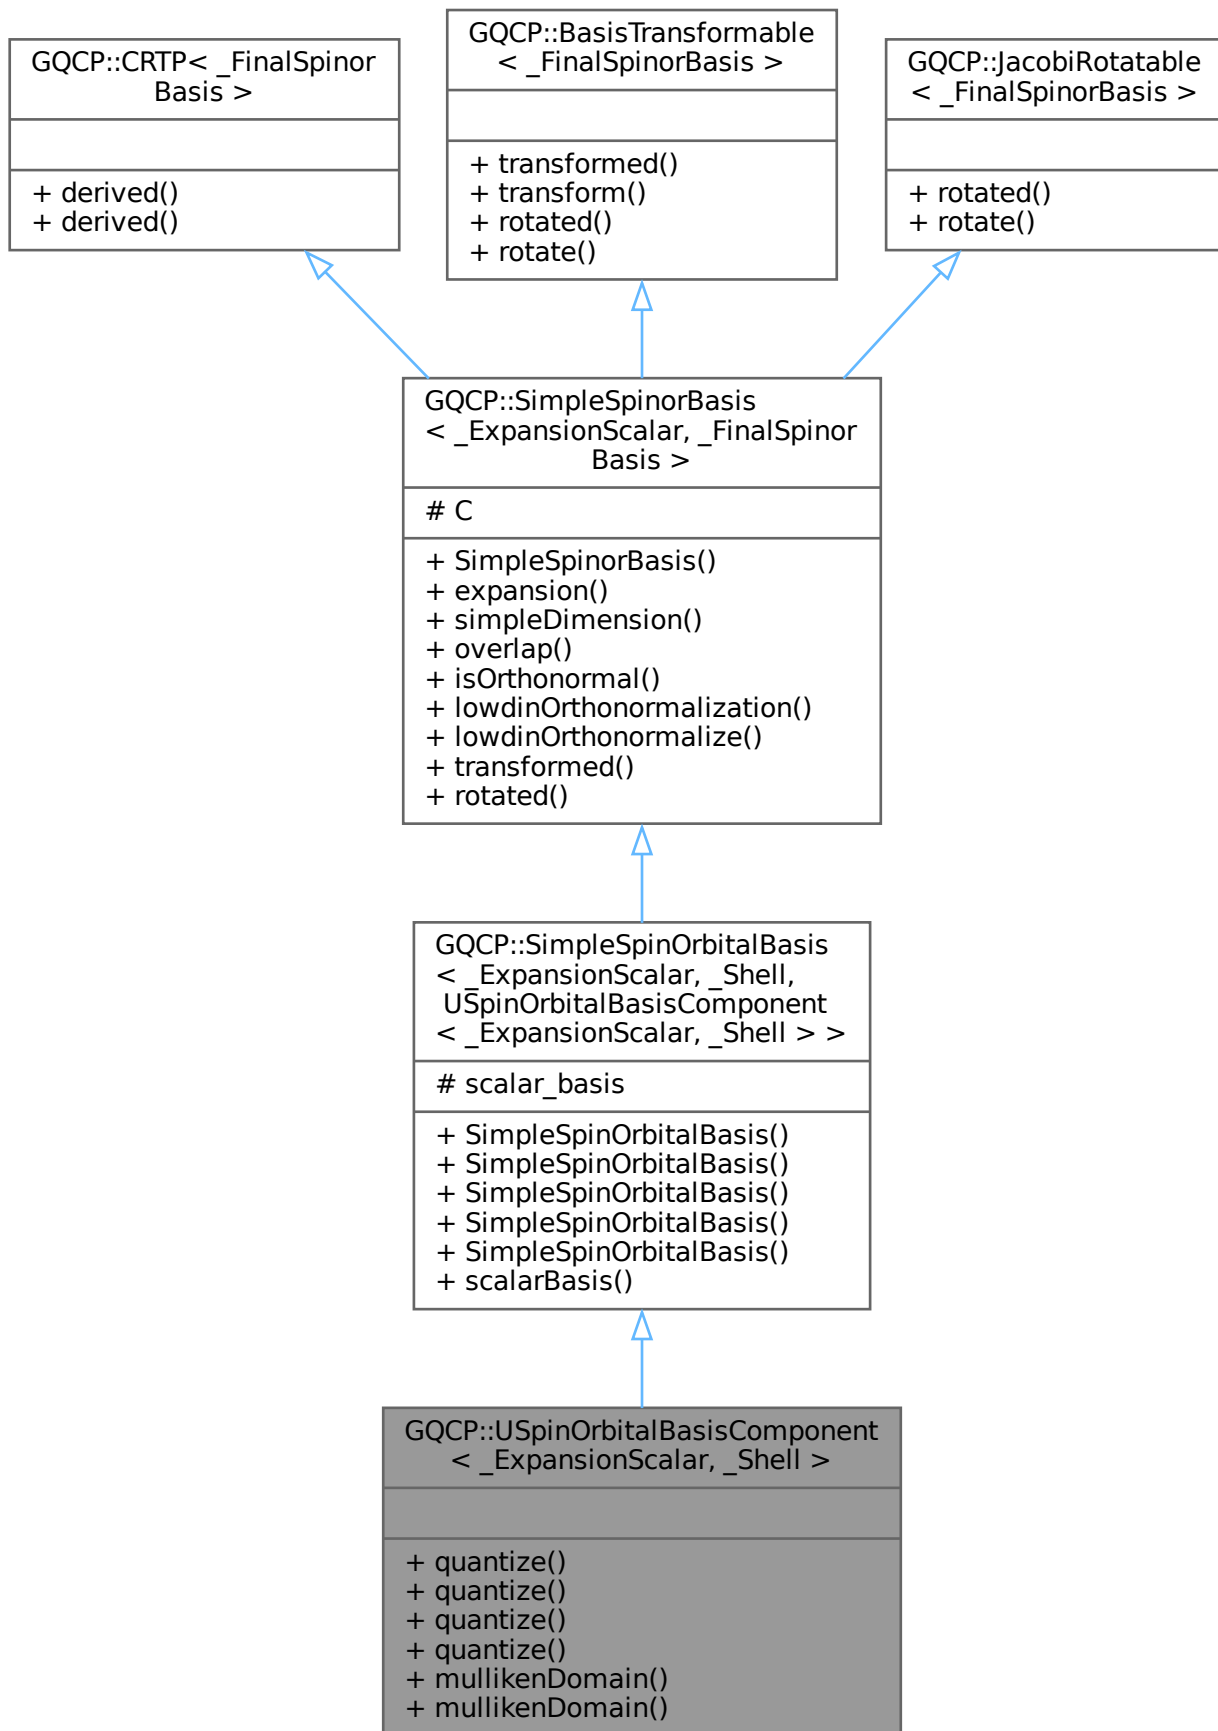 GQCP::CRTP< _FinalSpinor
Basis >
+ derived()
+ derived()
GQCP::BasisTransformable
< _FinalSpinorBasis >
+ transformed()
+ transform()
+ rotated()
+ rotate()
GQCP::JacobiRotatable
< _FinalSpinorBasis >
+ rotated()
+ rotate()
GQCP::SimpleSpinorBasis
< _ExpansionScalar, _FinalSpinor
Basis >
# C
+ SimpleSpinorBasis()
+ expansion()
+ simpleDimension()
+ overlap()
+ isOrthonormal()
+ lowdinOrthonormalization()
+ lowdinOrthonormalize()
+ transformed()
+ rotated()
GQCP::SimpleSpinOrbitalBasis
< _ExpansionScalar, _Shell,
USpinOrbitalBasisComponent
< _ExpansionScalar, _Shell > >
# scalar_basis
+ SimpleSpinOrbitalBasis()
+ SimpleSpinOrbitalBasis()
+ SimpleSpinOrbitalBasis()
+ SimpleSpinOrbitalBasis()
+ SimpleSpinOrbitalBasis()
+ scalarBasis()
GQCP::USpinOrbitalBasisComponent
< _ExpansionScalar, _Shell >
+ quantize()
+ quantize()
+ quantize()
+ quantize()
+ mullikenDomain()
+ mullikenDomain()